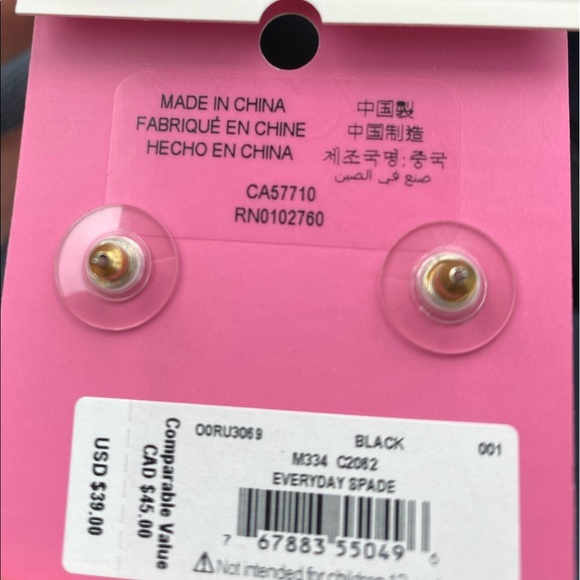 MADE IN CHINA
FABRIQUÉ EN CHINE
HECHO EN CHINA
中国製
中国制造
제조국명:중국
صنع في الصين
CA57710
RN0102760
OORU3069
BLACK
001
M334 C2062
EVERYDAY SPADE
7 67883 55049 6
Not intended for children
Comparable Value
CAD $45.00
USD $39.00